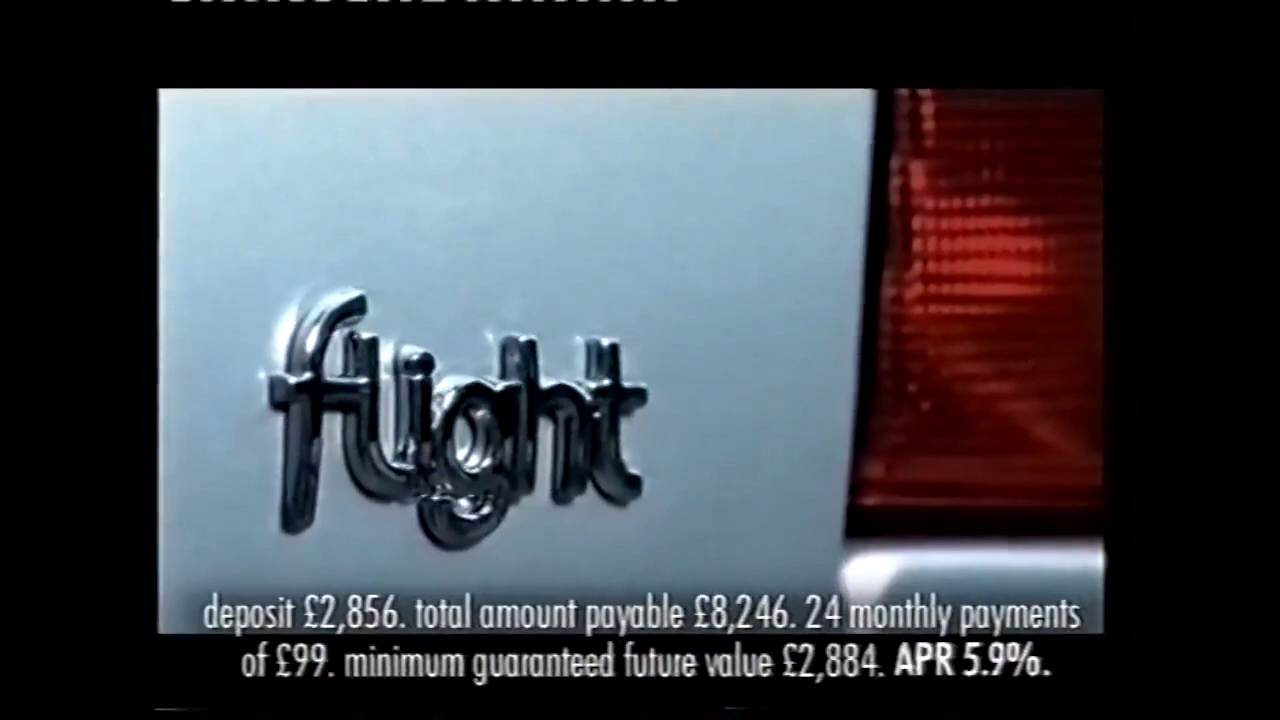 flight
deposit £2,856. total amount payable £8,246. 24 monthly payments
of £99. minimum guaranteed future value £2,884. APR 5.9%.